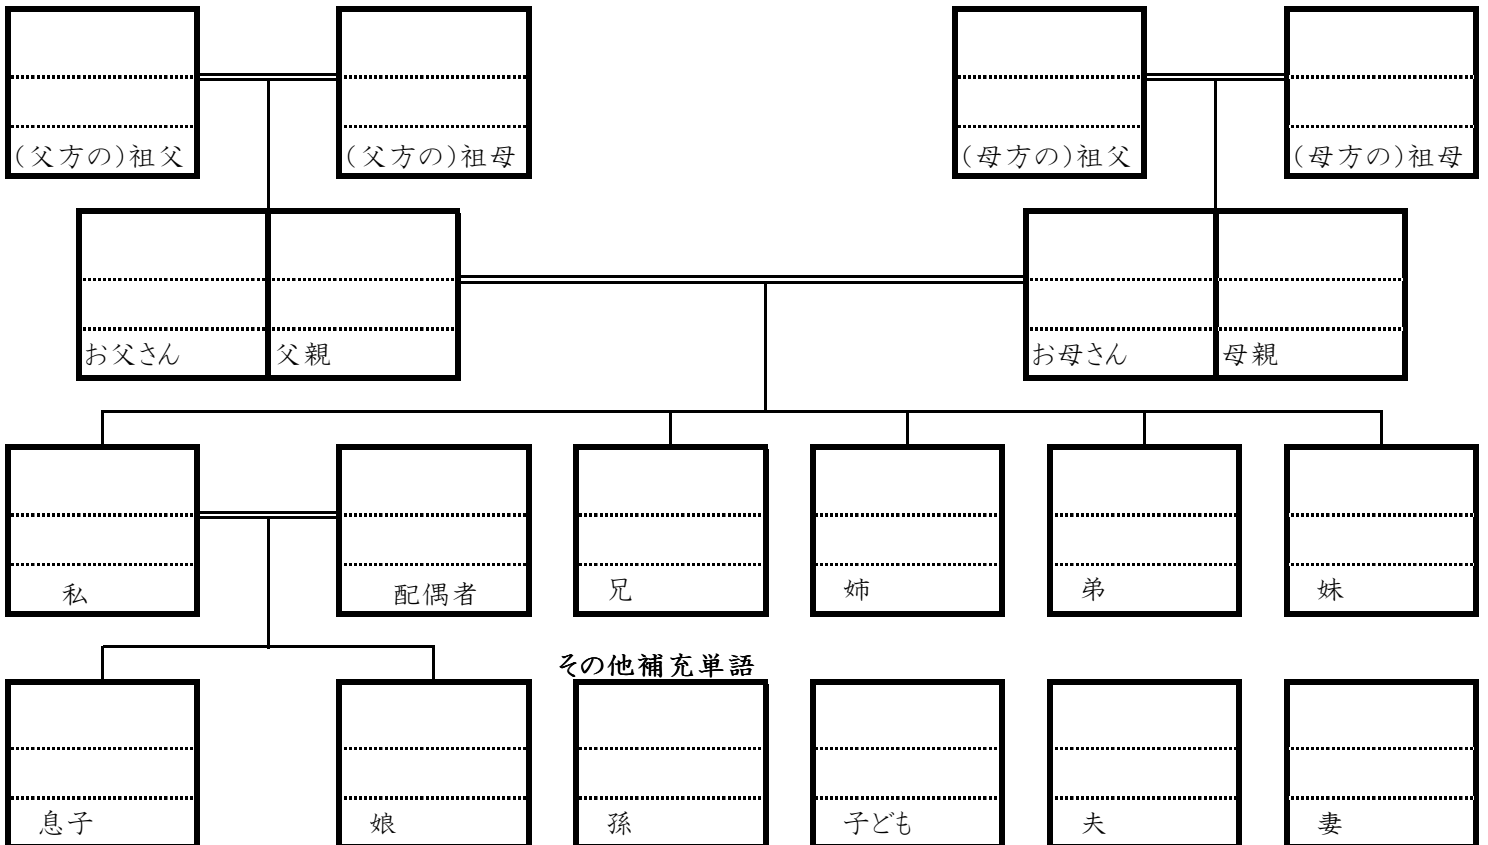 (父方の)祖父
(父方の)祖母
(母方の)祖父
(母方の)祖母
お父さん
父親
お母さん
母親
私
配偶者
兄
姉
弟
妹
その他補充単語
息子
娘
孫
子ども
夫
妻